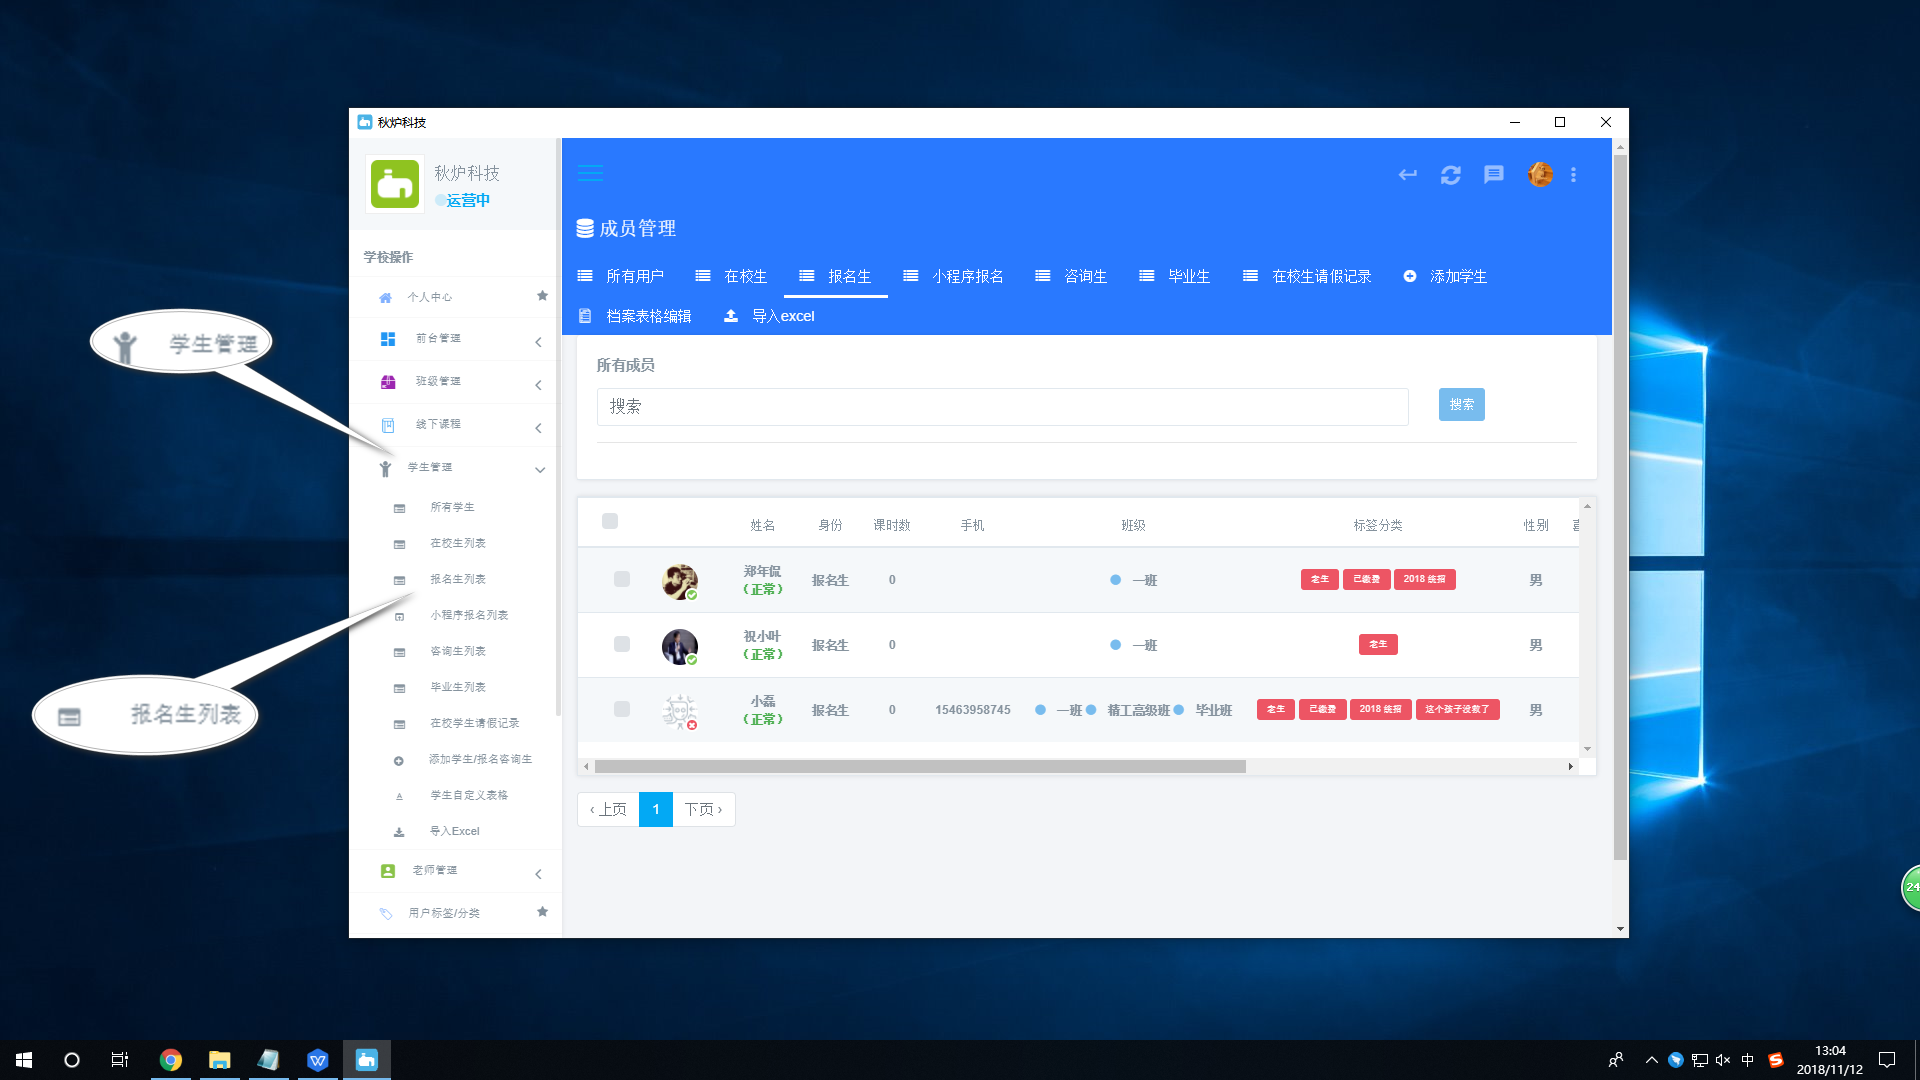 秋炉科技
秋炉科技
运营中
学校操作
个人中心
前台管理
班级管理
线下课程
学生管理
所有学生
在校生列表
报名生列表
小程序报名列表
咨询生列表
毕业生列表
在校学生请假记录
添加学生/报名咨询生
学生自定义表格
导入Excel
老师管理
用户标签/分类
学生管理
报名生列表
成员管理
所有用户 在校生 报名生 小程序报名 咨询生 毕业生 在校生请假记录 添加学生
档案表格编辑 导入excel
所有成员
搜索 搜索
姓名 身份 课时数 手机 班级 标签分类 性别
郑年侃
（正常） 报名生 0 一班 老生 已缴费 2018 统招 男
祝小叶
（正常） 报名生 0 一班 老生 男
小磊
（正常） 报名生 0 15463958745 一班 精工高级班 毕业班 老生 已缴费 2018 统招 这个孩子没救了 男
‹ 上页 1 下页 ›
24
中
13:04
2018/11/12